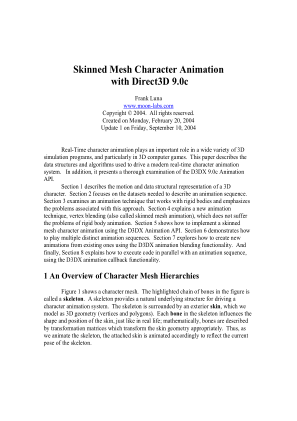 Skinned Mesh Character Animation
with Direct3D 9.0c
Frank Luna
www.moon-labs.com
Copyright © 2004.  All rights reserved.
Created on Monday, February 20, 2004
Update 1 on Friday, September 10, 2004
Real-Time character animation plays an important role in a wide variety of 3D
simulation programs, and particularly in 3D computer games.  This paper describes the
data structures and algorithms used to drive a modern real-time character animation
system.  In addition, it presents a thorough examination of the D3DX 9.0c Animation
API.
Section 1 describes the motion and data structural representation of a 3D
character.  Section 2 focuses on the datasets needed to describe an animation sequence.
Section 3 examines an animation technique that works with rigid bodies and emphasizes
the problems associated with this approach.  Section 4 explains a new animation
technique, vertex blending (also called skinned mesh animation), which does not suffer
the problems of rigid body animation.  Section 5 shows how to implement a skinned
mesh character animation using the D3DX Animation API.  Section 6 demonstrates how
to play multiple distinct animation sequences.  Section 7 explores how to create new
animations from existing ones using the D3DX animation blending functionality.  And
finally, Section 8 explains how to execute code in parallel with an animation sequence,
using the D3DX animation callback functionality.
1 An Overview of Character Mesh Hierarchies
Figure 1 shows a character mesh.  The highlighted chain of bones in the figure is
called a skeleton.  A skeleton provides a natural underlying structure for driving a
character animation system.  The skeleton is surrounded by an exterior skin, which we
model as 3D geometry (vertices and polygons).  Each bone in the skeleton influences the
shape and position of the skin, just like in real life; mathematically, bones are described
by transformation matrices which transform the skin geometry appropriately.  Thus, as
we animate the skeleton, the attached skin is animated accordingly to reflect the current
pose of the skeleton.